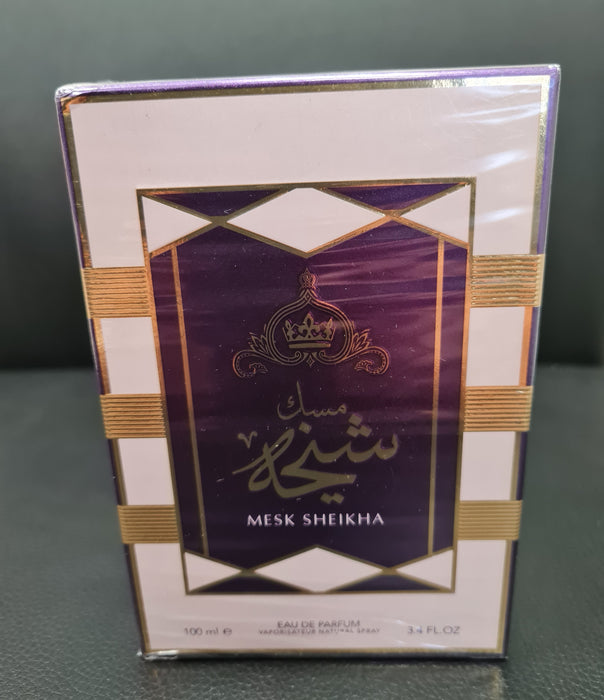 مسك
شيخة
MESK SHEIKHA
EAU DE PARFUM
100 ml e
VAPORISATEUR NATURAL SPRAY
3.4 FL.OZ